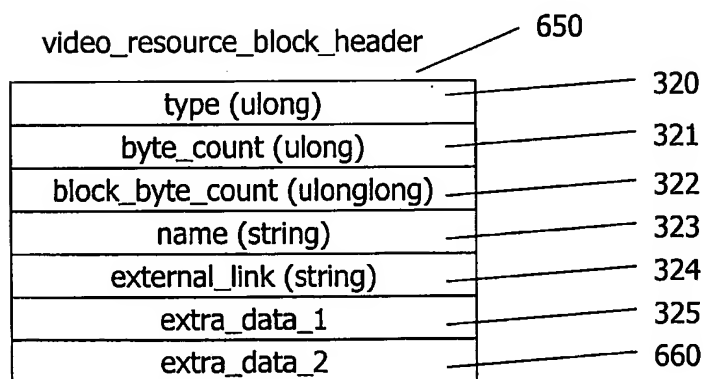 video_resource_block_header 650
type (ulong) 320
byte_count (ulong) 321
block_byte_count (ulonglong) 322
name (string) 323
external_link (string) 324
extra_data_1 325
extra_data_2 660